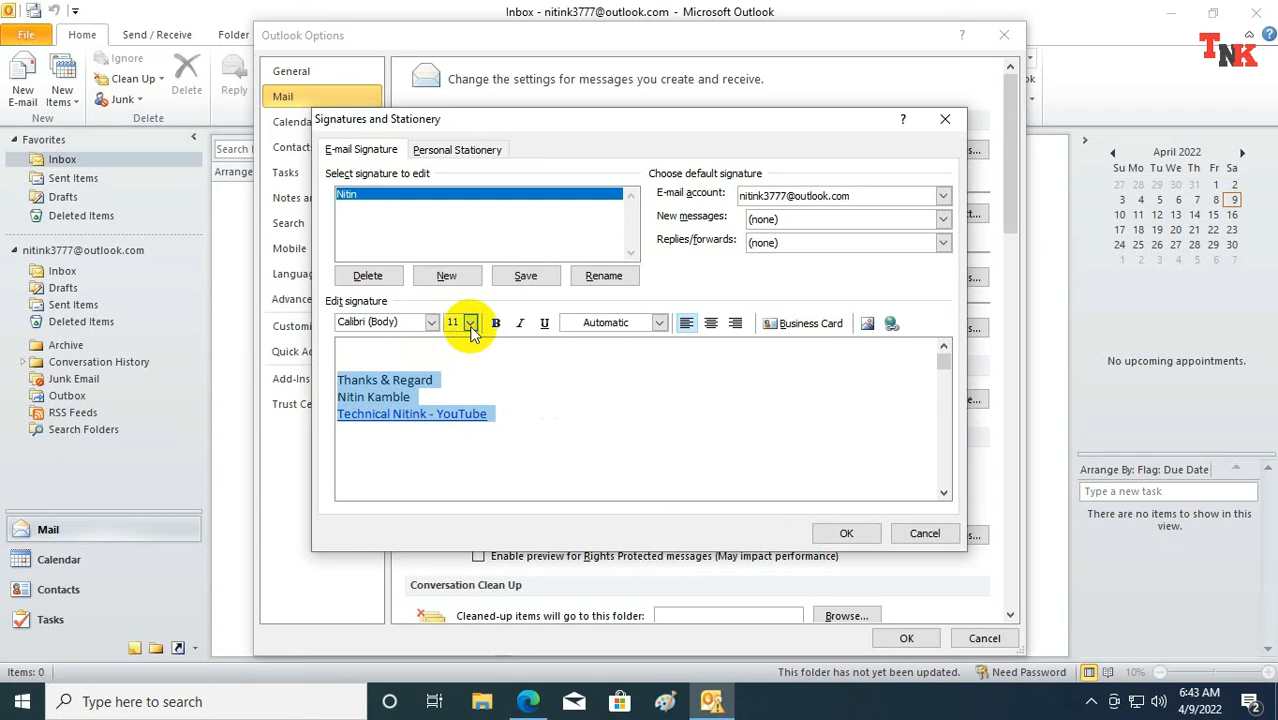 Inbox - nitink3777@outlook.com - Microsoft Outlook
File
Home
Send / Receive
Folder
TNK
New E-mail
New Items
New
Ignore
Clean Up
Junk
Delete
Delete
Reply
Outlook Options
General
Mail
Contacts
Tasks
Search
Mobile
Add-Ins
Change the settings for messages you create and receive.
Signatures and Stationery
E-mail Signature
Personal Stationery
Select signature to edit
Nitin
Delete
New
Save
Rename
Choose default signature
E-mail account:
nitink3777@outlook.com
New messages:
(none)
Replies/forwards:
(none)
Edit signature
Calibri (Body)
11
B
I
U
Automatic
Business Card
Thanks & Regard
Nitin Kamble
Technical Nitink - YouTube
OK
Cancel
Enable preview for Rights Protected messages (May impact performance)
Conversation Clean Up
Cleaned-up items will go to this folder:
Browse...
OK
Cancel
Favorites
Inbox
Sent Items
Drafts
Deleted Items
nitink3777@outlook.com
Inbox
Drafts
Sent Items
Deleted Items
Archive
Conversation History
Junk Email
Outbox
RSS Feeds
Search Folders
Mail
Calendar
Contacts
Tasks
April 2022
SU MO TU WE TH FR SA
27 28 29 30 31 1 2
3 4 5 6 7 8 9
10 11 12 13 14 15 16
17 18 19 20 21 22 23
24 25 26 27 28 29 30
1 2 3 4 5 6 7
No upcoming appointments.
Arrange By: Flag: Due Date
Type a new task
There are no items to show in this
view.
Items: 0
This folder has not yet been updated.
Need Password
10%
Type here to search
6:43 AM
4/9/2022
2